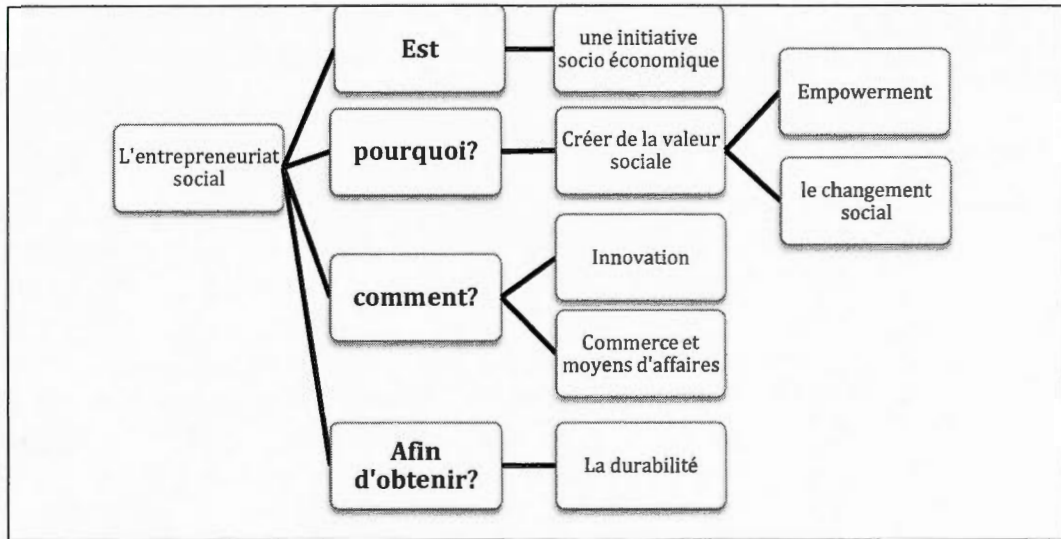 L'entrepreneuriat
social
Est
une initiative
socio économique
pourquoi?
Créer de la valeur
sociale
Empowerment
le changement
social
comment?
Innovation
Commerce et
moyens d'affaires
Afin
d'obtenir?
La durabilité